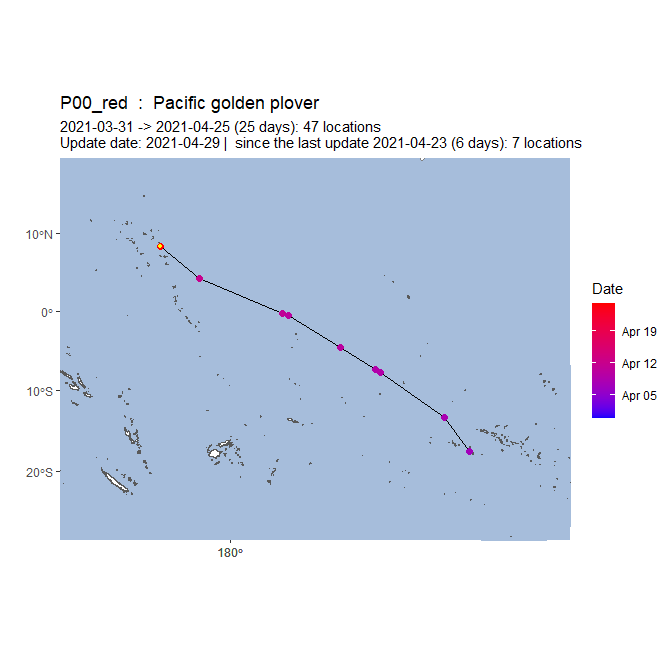 P00_red  :  Pacific golden plover
2021-03-31 -> 2021-04-25 (25 days): 47 locations
Update date: 2021-04-29 |  since the last update 2021-04-23 (6 days): 7 locations
10°N
0°
10°S
20°S
180°
Date
Apr 19
Apr 12
Apr 05